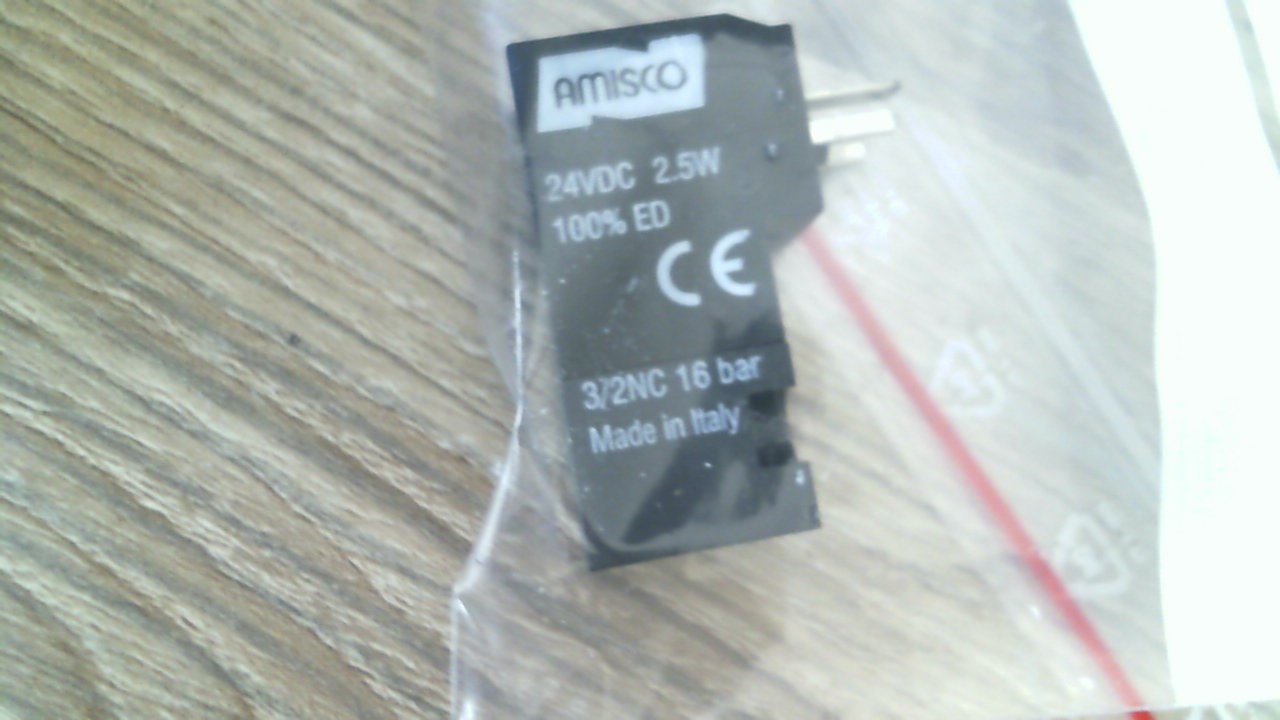 AMISCO
24VDC 2.5W
100% ED
CE
3/2NC 16 bar
Made in Italy